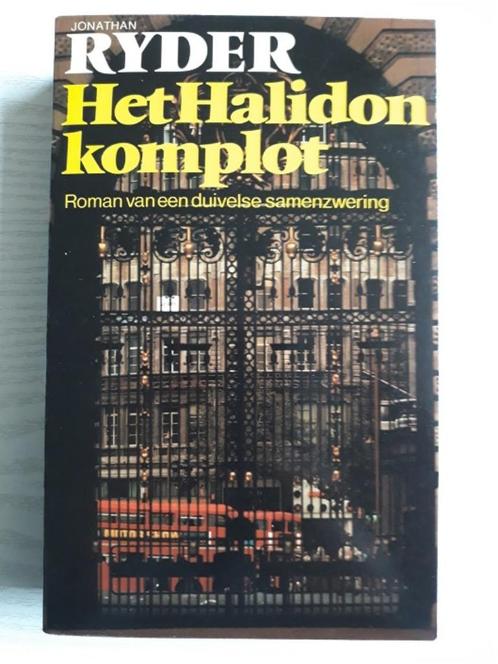 JONATHAN
RYDER
Het Halidon
komplot
Roman van een duivelse samenzwering